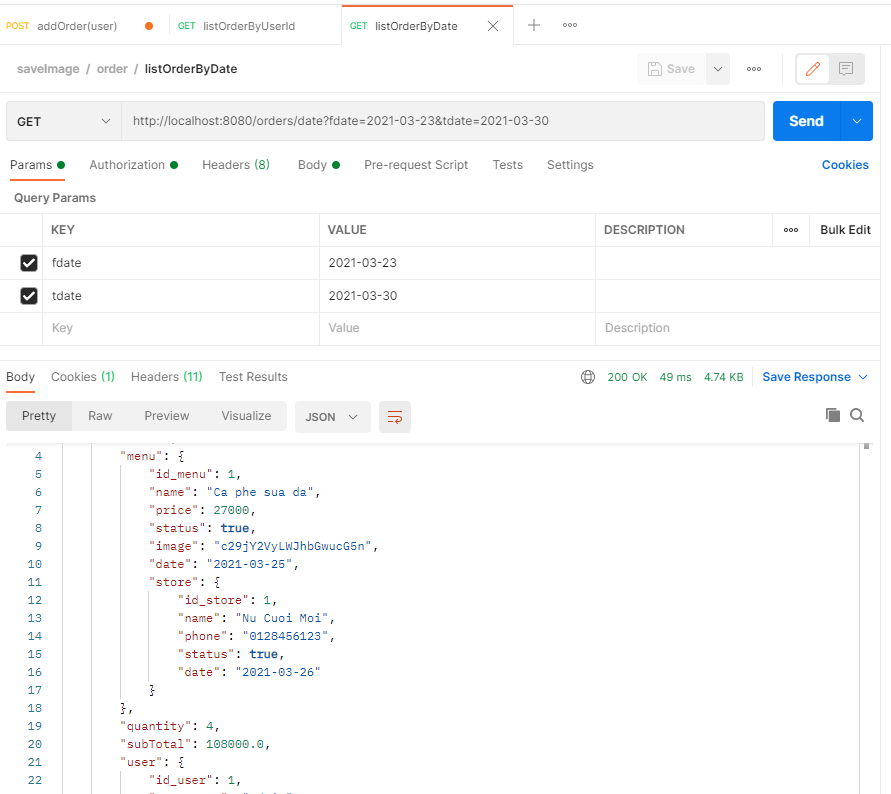 POST addOrder(user) GET listOrderByUserId GET listOrderByDate
saveImage / order / listOrderByDate Save
GET http://localhost:8080/orders/date?fdate=2021-03-23&tdate=2021-03-30 Send
Params Authorization Headers (8) Body Pre-request Script Tests Settings Cookies
Query Params
KEY VALUE DESCRIPTION Bulk Edit
fdate 2021-03-23
tdate 2021-03-30
Key Value Description
Body Cookies (1) Headers (11) Test Results 200 OK 49 ms 4.74 KB Save Response
Pretty Raw Preview Visualize JSON
4 "menu": {
5 "id_menu": 1,
6 "name": "Ca phe sua da",
7 "price": 27000,
8 "status": true,
9 "image": "c29jY2VyLWJhbGwucG5n",
10 "date": "2021-03-25",
11 "store": {
12 "id_store": 1,
13 "name": "Nu Cuoi Moi",
14 "phone": "0128456123",
15 "status": true,
16 "date": "2021-03-26"
17 }
18 },
19 "quantity": 4,
20 "subTotal": 108000.0,
21 "user": {
22 "id_user": 1,